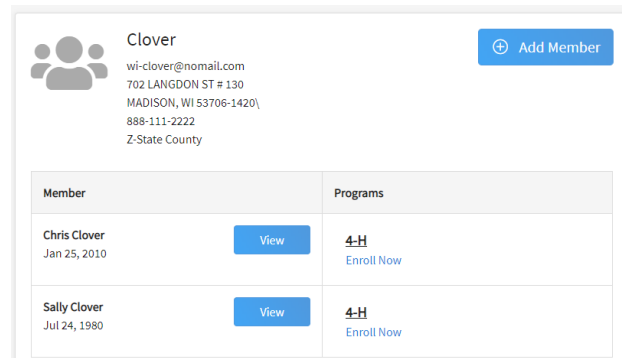 Clover
Add Member
wi-clover@nomail.com
702 LANGDON ST # 130
MADISON, WI 53706-1420\
888-111-2222
Z-State County
Member
Programs
Chris Clover
Jan 25, 2010
View
4-H
Enroll Now
Sally Clover
Jul 24, 1980
View
4-H
Enroll Now